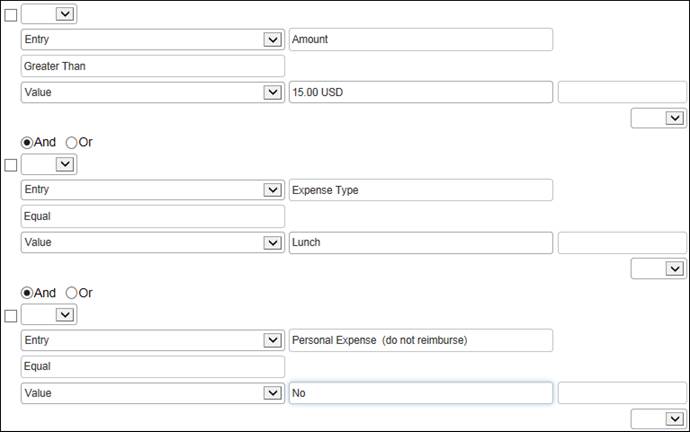 Entry Amount
Greater Than
Value 15.00 USD
And Or
Entry Expense Type
Equal
Value Lunch
And Or
Entry Personal Expense (do not reimburse)
Equal
Value No